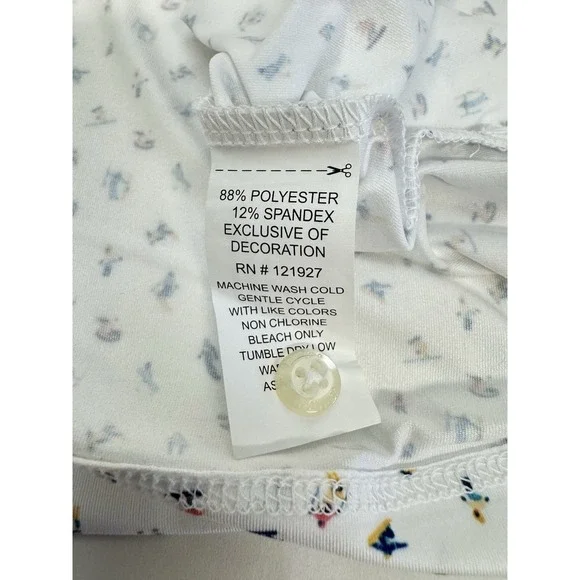 88% POLYESTER
12% SPANDEX
EXCLUSIVE OF
DECORATION
RN # 121927
MACHINE WASH COLD
GENTLE CYCLE
WITH LIKE COLORS
NON CHLORINE
BLEACH ONLY
TUMBLE DRY LOW